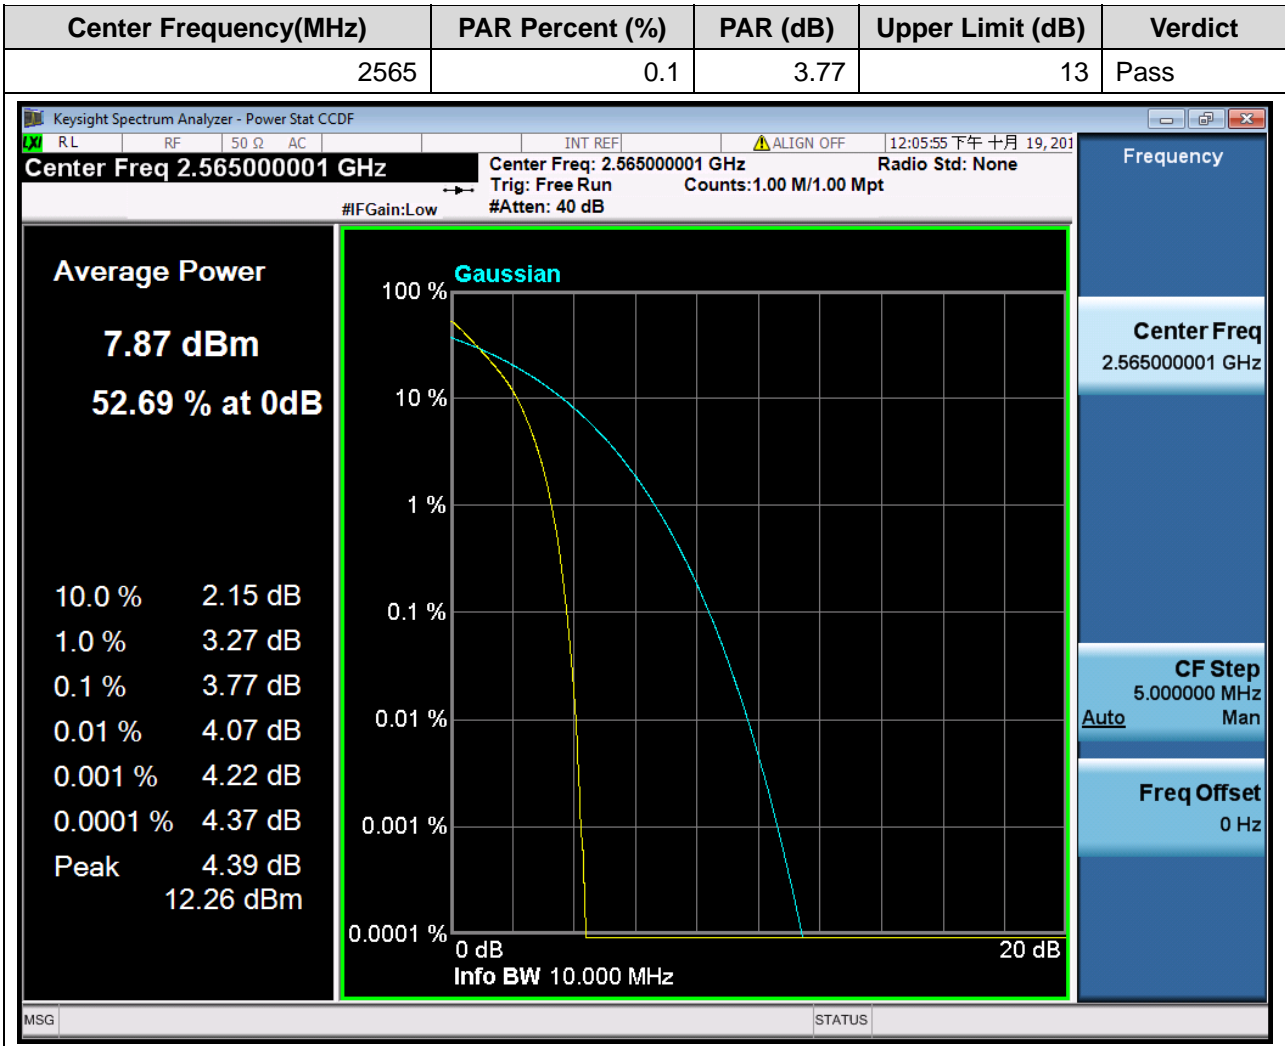 Center Frequency(MHz) PAR Percent (%) PAR (dB) Upper Limit (dB) Verdict
2565 0.1 3.77 13 Pass
Keysight Spectrum Analyzer - Power Stat CCDF
LXI RL RF 50 Ω AC INT REF ALIGN OFF 12:05:55 下午 十月 19, 201
Center Freq 2.565000001 GHz
Center Freq: 2.565000001 GHz Radio Std: None
Trig: Free Run Counts:1.00 M/1.00 Mpt
#IFGain:Low #Atten: 40 dB
Average Power
7.87 dBm
52.69 % at 0dB
10.0 % 2.15 dB
1.0 % 3.27 dB
0.1 % 3.77 dB
0.01 % 4.07 dB
0.001 % 4.22 dB
0.0001 % 4.37 dB
Peak 4.39 dB
12.26 dBm
Gaussian
100 %
10 %
1 %
0.1 %
0.01 %
0.001 %
0.0001 %
0 dB 20 dB
Info BW 10.000 MHz
Frequency
Center Freq
2.565000001 GHz
CF Step
5.000000 MHz
Auto Man
Freq Offset
0 Hz
MSG STATUS